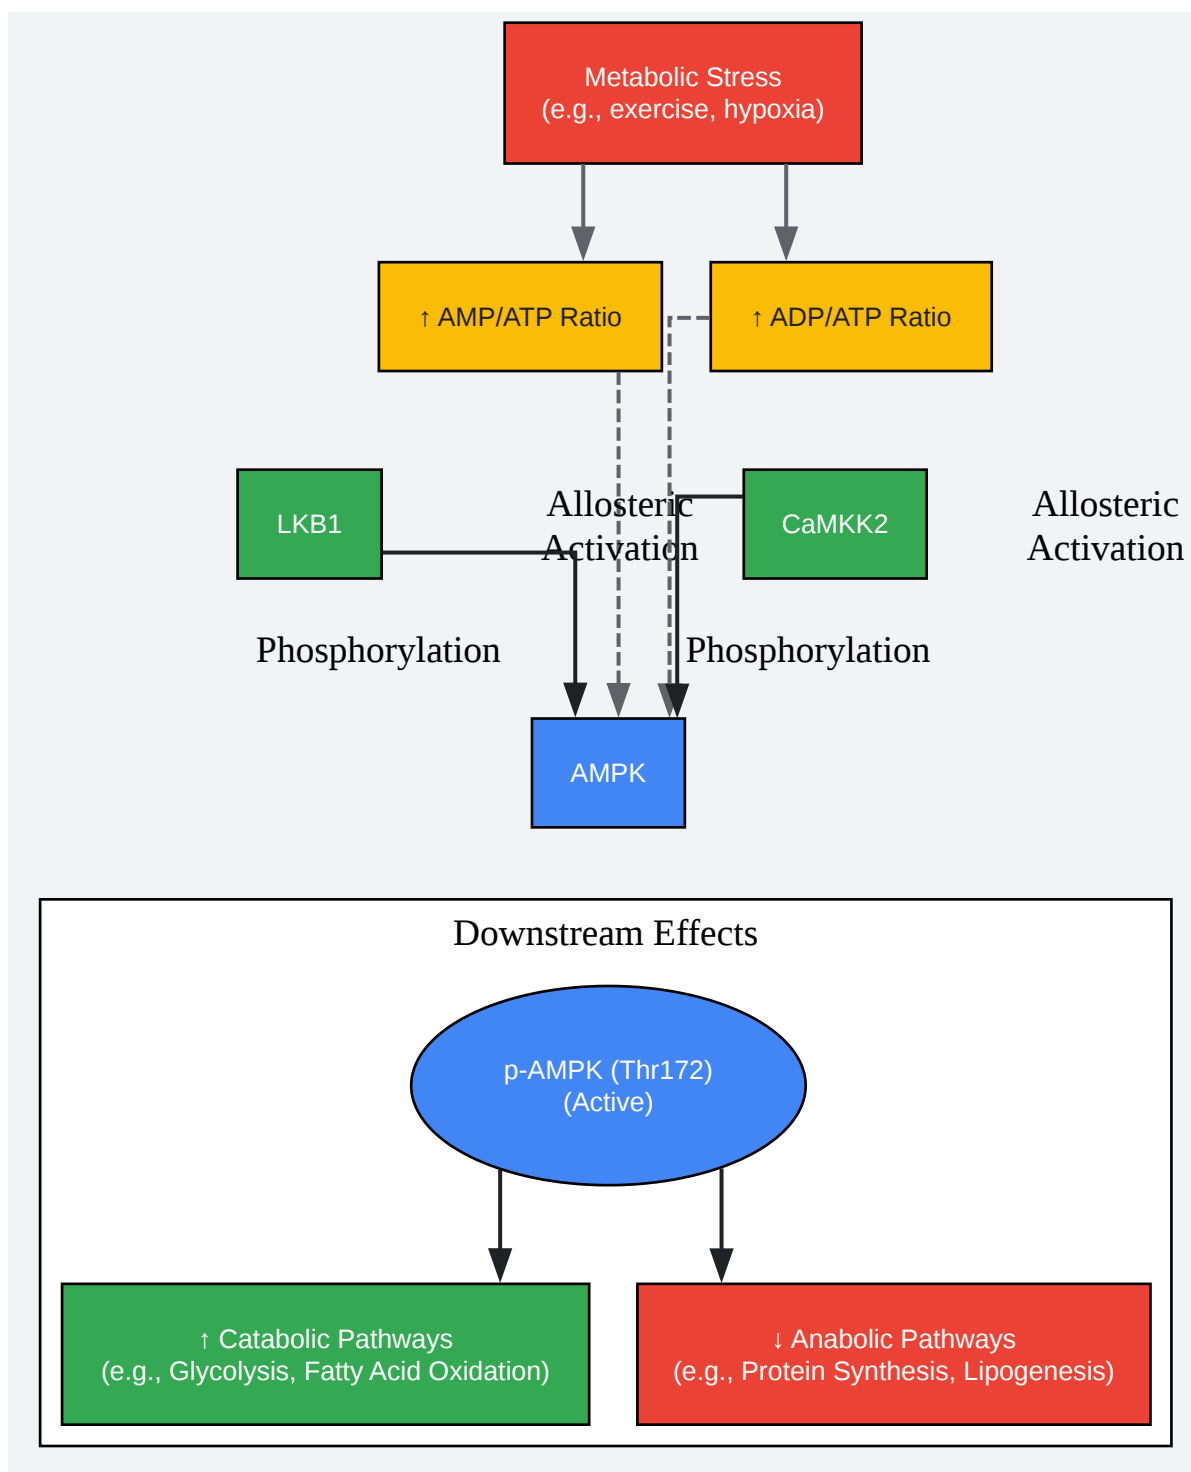 Metabolic Stress
(e.g., exercise, hypoxia)
↑ AMP/ATP Ratio
↑ ADP/ATP Ratio
LKB1
Allosteric
Activation
CaMKK2
Allosteric
Activation
Phosphorylation
Phosphorylation
AMPK
Downstream Effects
p-AMPK (Thr172)
(Active)
↑ Catabolic Pathways
(e.g., Glycolysis, Fatty Acid Oxidation)
↓ Anabolic Pathways
(e.g., Protein Synthesis, Lipogenesis)